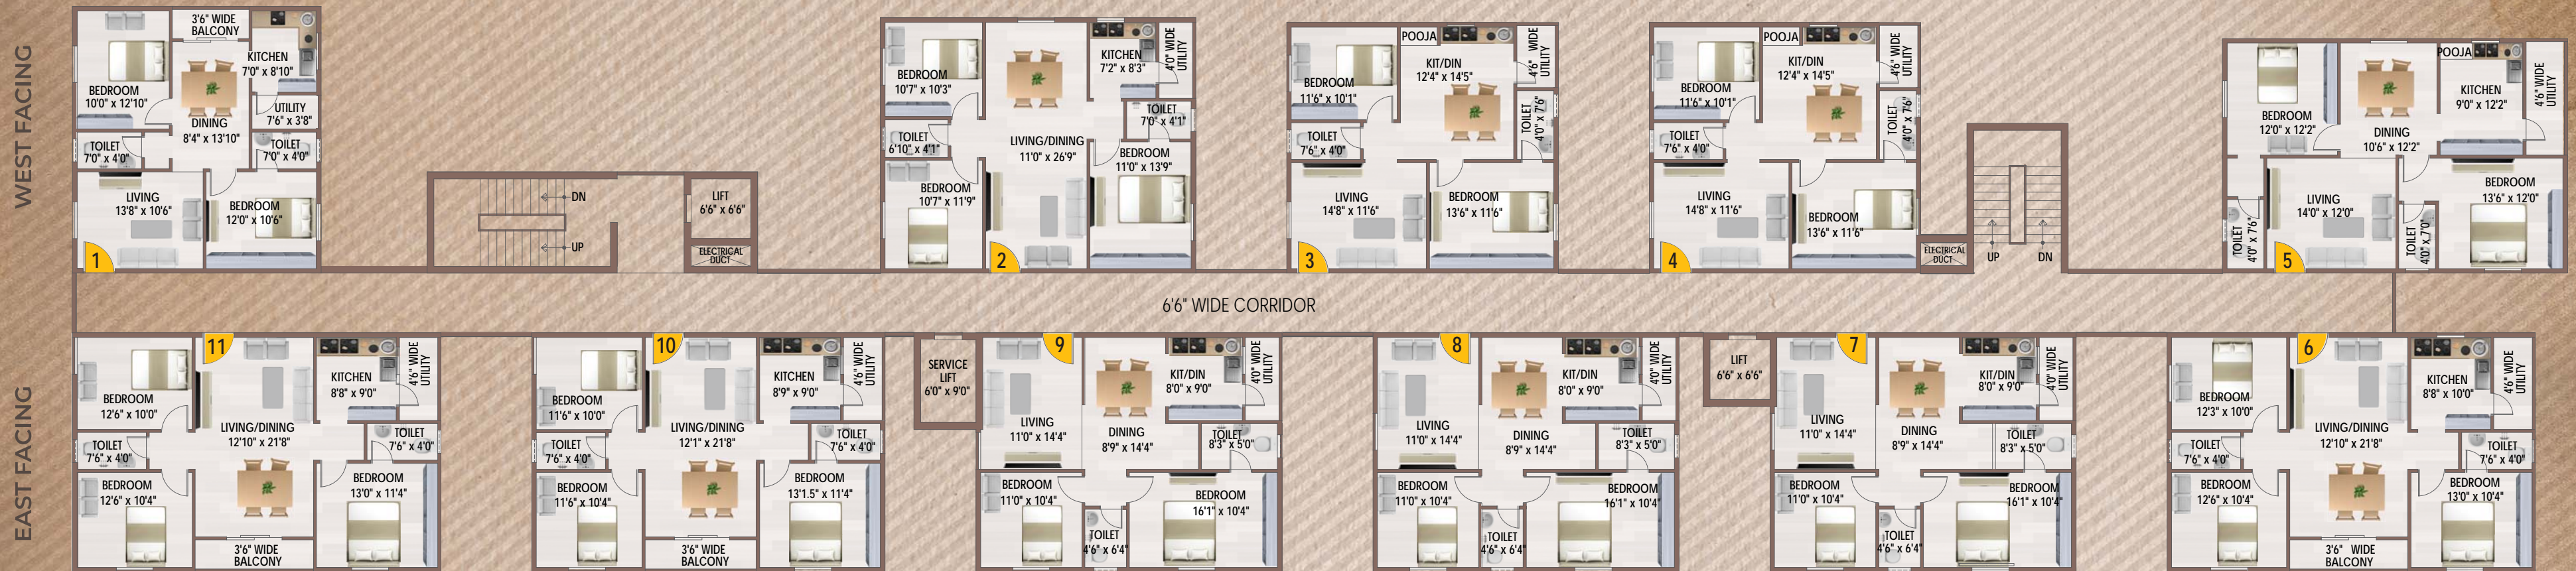 WEST FACING
3'6" WIDE
BALCONY
KITCHEN
7'0" x 8'10"
BEDROOM
10'0" x 12'10"
UTILITY
7'6" x 3'8"
DINING
8'4" x 13'10"
TOILET
7'0" x 4'0"
TOILET
7'0" x 4'0"
LIVING
13'8" x 10'6"
BEDROOM
12'0" x 10'6"
1
DN
UP
LIFT
6'6" x 6'6"
ELECTRICAL
DUCT
BEDROOM
10'7" x 10'3"
KITCHEN
7'2" x 8'3"
4'0" WIDE
UTILITY
TOILET
7'0" x 4'1"
TOILET
6'10" x 4'1"
LIVING/DINING
11'0" x 26'9"
BEDROOM
11'0" x 13'9"
BEDROOM
10'7" x 11'9"
2
POOJA
KIT/DIN
12'4" x 14'5"
4'6" WIDE
UTILITY
BEDROOM
11'6" x 10'1"
TOILET
7'6" x 4'0"
TOILET
4'0" x 7'6"
LIVING
14'8" x 11'6"
BEDROOM
13'6" x 11'6"
3
POOJA
KIT/DIN
12'4" x 14'5"
4'6" WIDE
UTILITY
BEDROOM
11'6" x 10'1"
TOILET
7'6" x 4'0"
TOILET
4'0" x 7'6"
LIVING
14'8" x 11'6"
BEDROOM
13'6" x 11'6"
4
ELECTRICAL
DUCT
UP
DN
POOJA
KITCHEN
9'0" x 12'2"
4'6" WIDE
UTILITY
BEDROOM
12'0" x 12'2"
DINING
10'6" x 12'2"
LIVING
14'0" x 12'0"
BEDROOM
13'6" x 12'0"
TOILET
4'0" x 7'6"
TOILET
4'0" x 7'0"
5
6'6" WIDE CORRIDOR
EAST FACING
11
BEDROOM
12'6" x 10'0"
KITCHEN
8'8" x 9'0"
4'6" WIDE
UTILITY
LIVING/DINING
12'10" x 21'8"
TOILET
7'6" x 4'0"
TOILET
7'6" x 4'0"
BEDROOM
12'6" x 10'4"
BEDROOM
13'0" x 11'4"
3'6" WIDE
BALCONY
10
BEDROOM
11'6" x 10'0"
KITCHEN
8'9" x 9'0"
4'6" WIDE
UTILITY
LIVING/DINING
12'1" x 21'8"
TOILET
7'6" x 4'0"
TOILET
7'6" x 4'0"
BEDROOM
11'6" x 10'4"
BEDROOM
13'1.5" x 11'4"
3'6" WIDE
BALCONY
SERVICE
LIFT
6'0" x 9'0"
9
KIT/DIN
8'0" x 9'0"
4'0" WIDE
UTILITY
LIVING
11'0" x 14'4"
DINING
8'9" x 14'4"
TOILET
8'3" x 5'0"
BEDROOM
11'0" x 10'4"
BEDROOM
16'1" x 10'4"
TOILET
4'6" x 6'4"
8
KIT/DIN
8'0" x 9'0"
4'0" WIDE
UTILITY
LIVING
11'0" x 14'4"
DINING
8'9" x 14'4"
TOILET
8'3" x 5'0"
BEDROOM
11'0" x 10'4"
BEDROOM
16'1" x 10'4"
TOILET
4'6" x 6'4"
LIFT
6'6" x 6'6"
7
KIT/DIN
8'0" x 9'0"
4'0" WIDE
UTILITY
LIVING
11'0" x 14'4"
DINING
8'9" x 14'4"
TOILET
8'3" x 5'0"
BEDROOM
11'0" x 10'4"
BEDROOM
16'1" x 10'4"
TOILET
4'6" x 6'4"
6
BEDROOM
12'3" x 10'0"
KITCHEN
8'8" x 10'0"
4'6" WIDE
UTILITY
LIVING/DINING
12'10" x 21'8"
TOILET
7'6" x 4'0"
TOILET
7'6" x 4'0"
BEDROOM
12'6" x 10'4"
BEDROOM
13'0" x 10'4"
3'6" WIDE
BALCONY